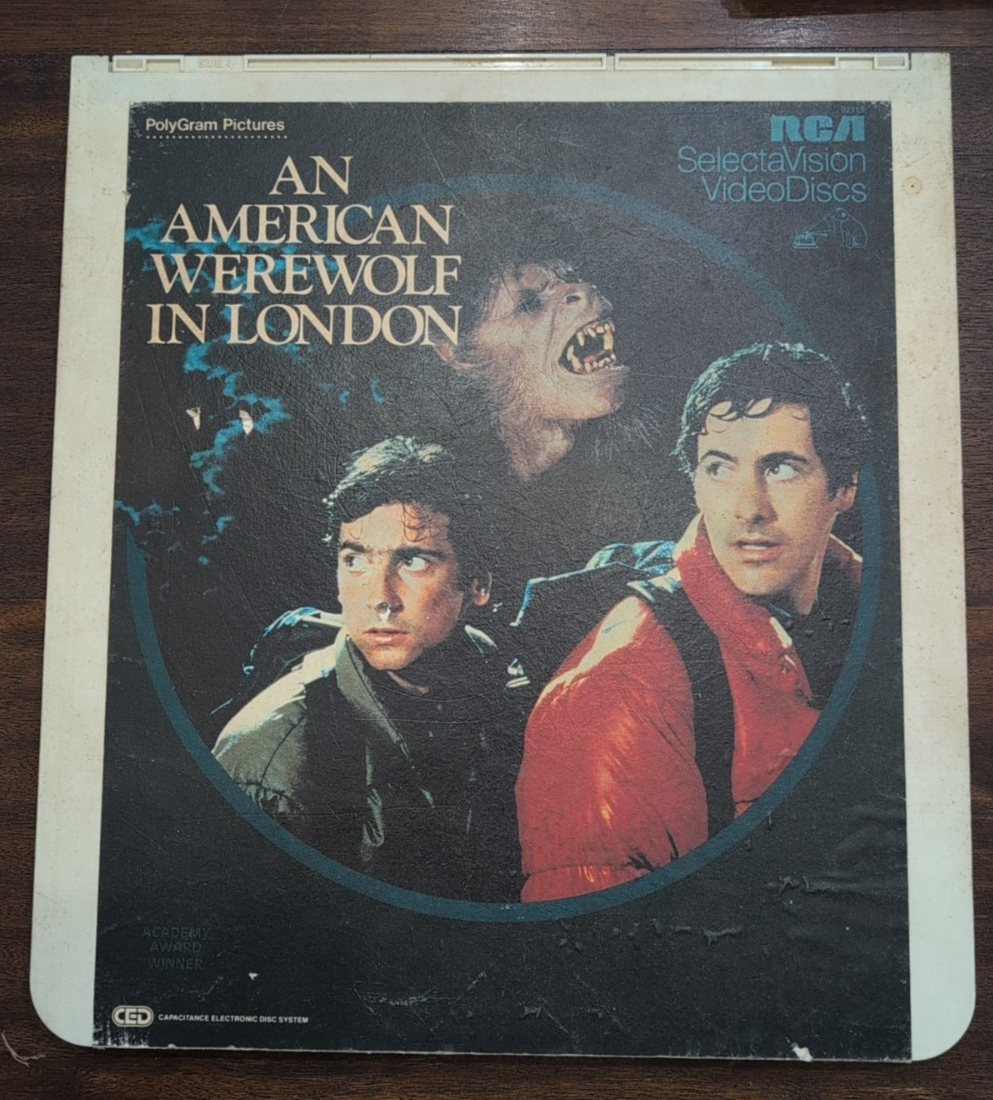 PolyGram Pictures
AN
AMERICAN
WEREWOLF
IN LONDON
RCA
SelectaVision
VideoDiscs
ACADEMY
AWARD
WINNER
CED CAPACITANCE ELECTRONIC DISC SYSTEM